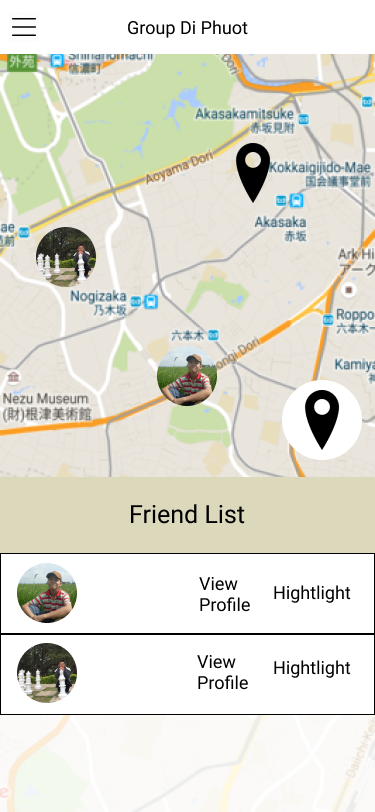 Group Di Phuot
外苑
Shinanomachi
信濃町
Akasakamitsuke
赤坂見附
Aoyama Dori
Kokkaigijido-Mae
国会議事堂前
Akasaka
赤坂
Nogizaka
乃木坂
Ark Hi
アーク
Roppo
六本木一
六本木
ongi Dori
Kamiya
Nezu Museum
(財)根津美術館
Friend List
View
Profile
Hightlight
View
Profile
Hightlight